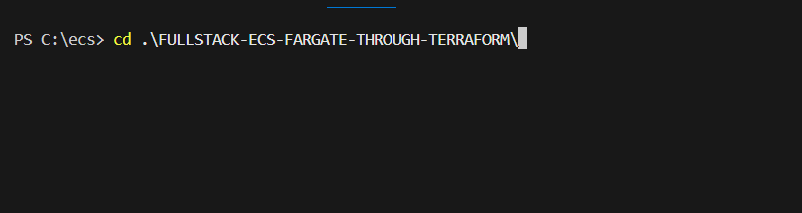 PS C:\ecs> cd .\FULLSTACK-ECS-FARGATE-THROUGH-TERRAFORM\